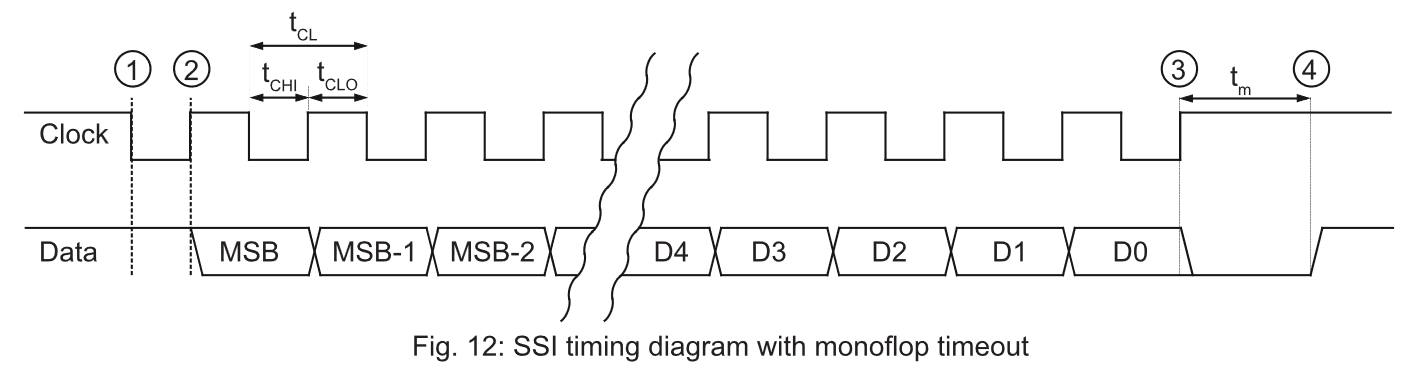 t_CL
1 2 t_CHI t_CLO 3 t_m 4
Clock
Data MSB MSB-1 MSB-2 D4 D3 D2 D1 D0
Fig. 12: SSI timing diagram with monoflop timeout